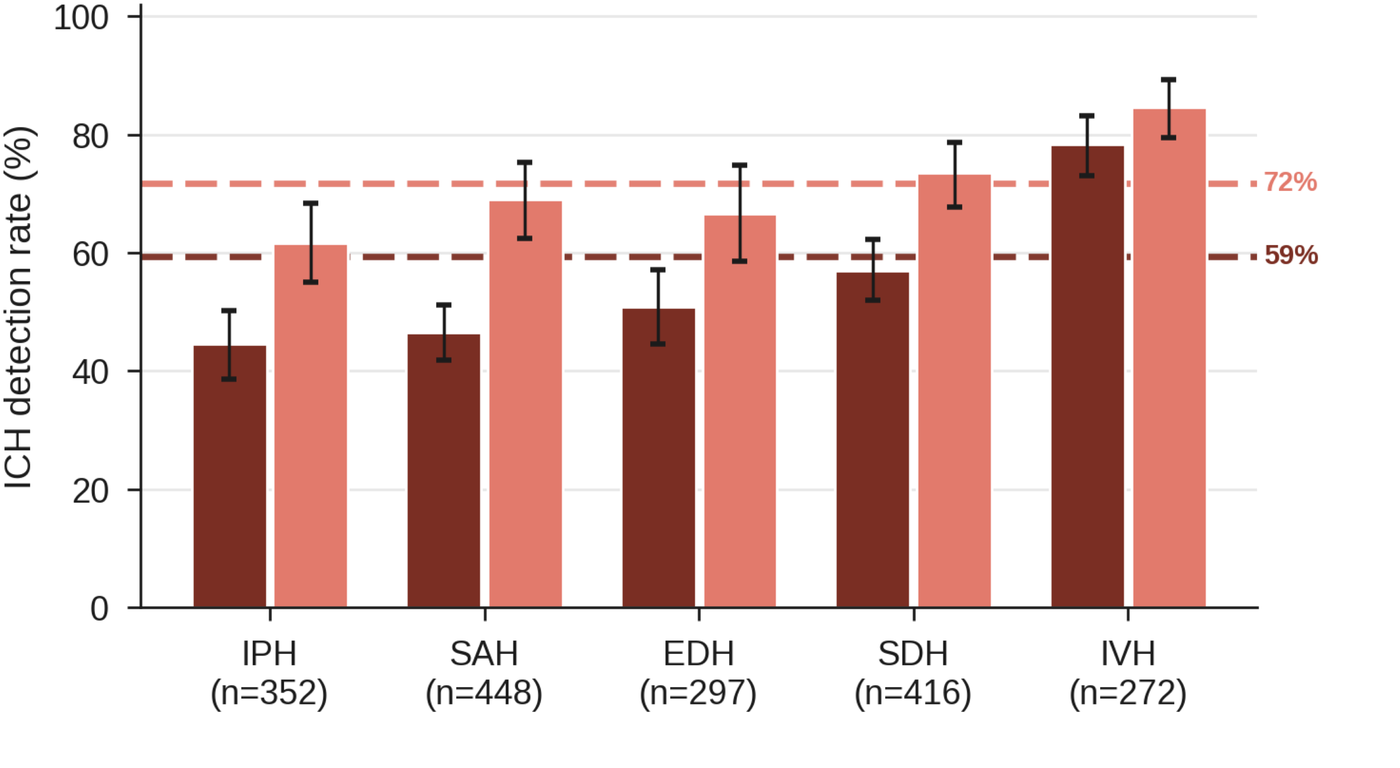 ICH detection rate (%)
100
80
60
40
20
0
72%
59%
IPH
(n=352)
SAH
(n=448)
EDH
(n=297)
SDH
(n=416)
IVH
(n=272)